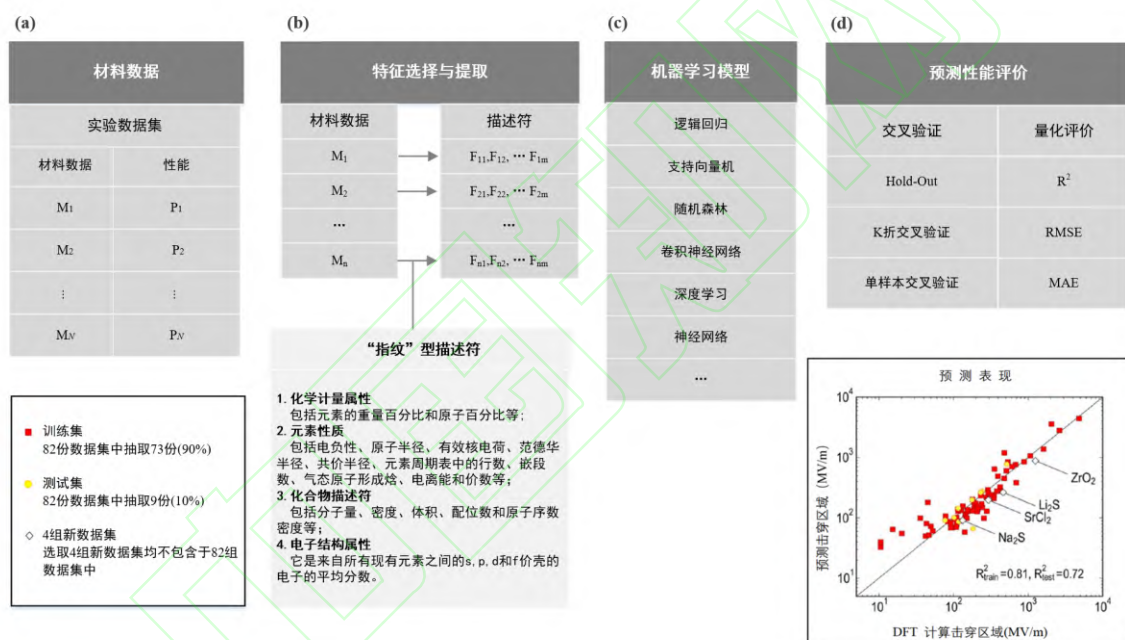 (a)
材料数据
实验数据集
材料数据 性能
M1 P1
M2 P2
⋮ ⋮
MN PN
训练集
82份数据集中抽取73份(90%)
测试集
82份数据集中抽取9份(10%)
4组新数据集
选取4组新数据集均不包含于82组
数据集中
(b)
特征选择与提取
材料数据 描述符
M1 F11,F12, ··· F1m
M2 F21,F22, ··· F2m
··· ···
Mn Fn1,Fn2, ··· Fnm
“指纹”型描述符
1. 化学计量属性
包括元素的重量百分比和原子百分比等;
2. 元素性质
包括电负性、原子半径、有效核电荷、范德华
半径、共价半径、元素周期表中的行数、嵌段
数、气态原子形成焓、电离能和价数等;
3. 化合物描述符
包括分子量、密度、体积、配位数和原子序数
密度等;
4. 电子结构属性
它是来自所有现有元素之间的s,p,d和f价壳的
电子的平均分数。
(c)
机器学习模型
逻辑回归
支持向量机
随机森林
卷积神经网络
深度学习
神经网络
···
(d)
预测性能评价
交叉验证 量化评价
Hold-Out R²
K折交叉验证 RMSE
单样本交叉验证 MAE
预测表现
预测击穿区域 (MV/m)
10⁴
10³
10²
10¹
ZrO₂
Li₂S
SrCl₂
Na₂S
R²train=0.81, R²test=0.72
10¹ 10² 10³ 10⁴
DFT 计算击穿区域(MV/m)